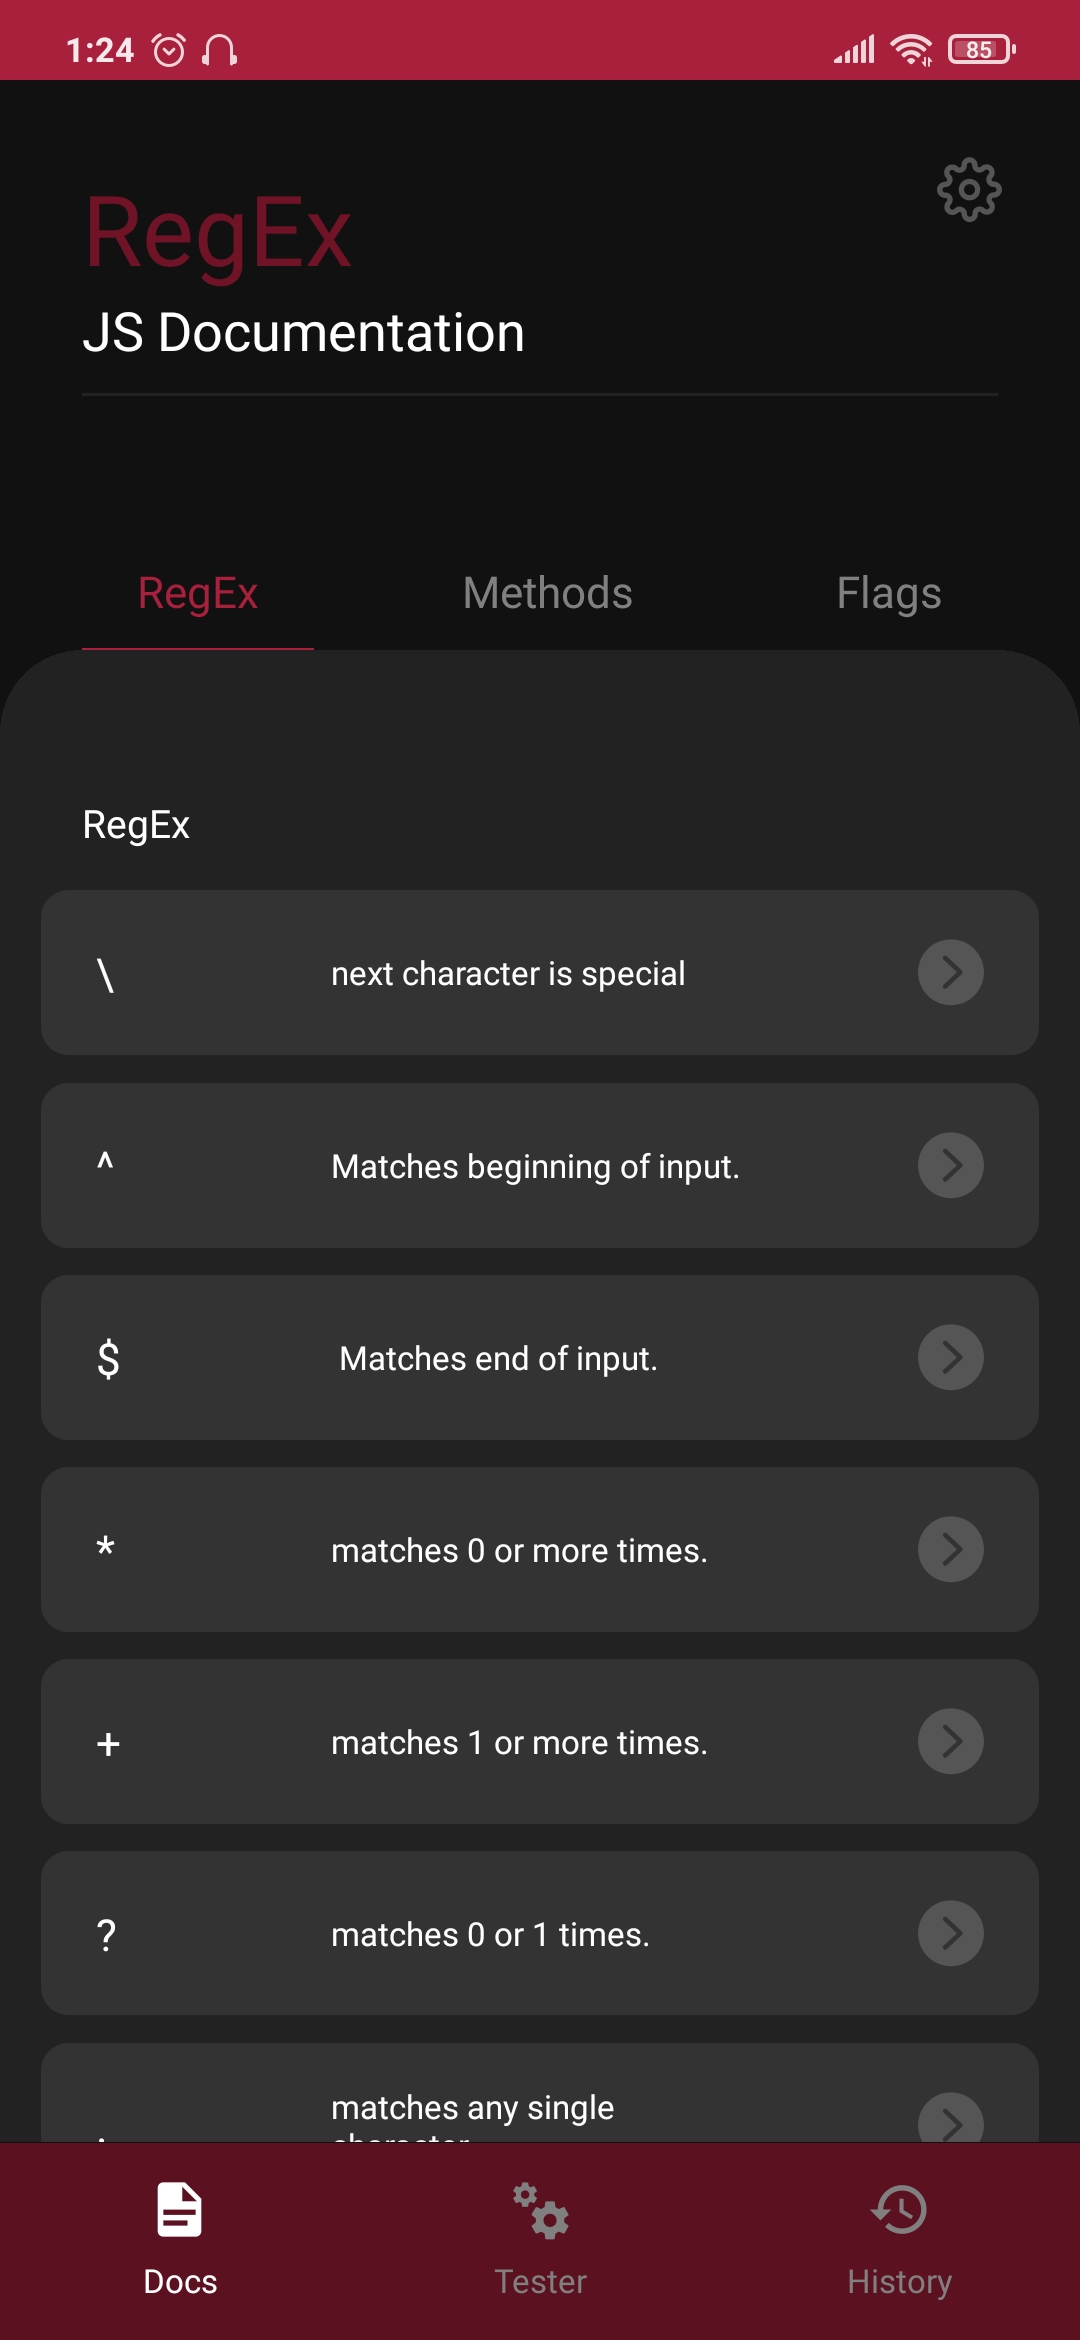 1:24
85
RegEx
JS Documentation
RegEx Methods Flags
RegEx
\ next character is special
^ Matches beginning of input.
$ Matches end of input.
* matches 0 or more times.
+ matches 1 or more times.
? matches 0 or 1 times.
matches any single
Docs Tester History